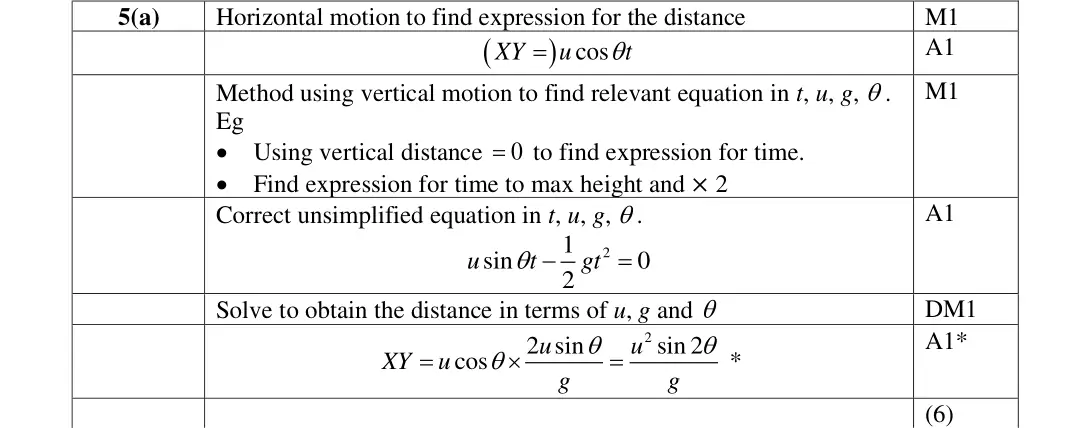 5(a) Horizontal motion to find expression for the distance M1
(XY =) u cos θt A1
Method using vertical motion to find relevant equation in t, u, g, θ. M1
Eg
• Using vertical distance = 0 to find expression for time.
• Find expression for time to max height and × 2
Correct unsimplified equation in t, u, g, θ. A1
u sin θt − 1/2 gt² = 0
Solve to obtain the distance in terms of u, g and θ DM1
XY = u cos θ × 2u sin θ / g = u² sin 2θ / g * A1*
(6)